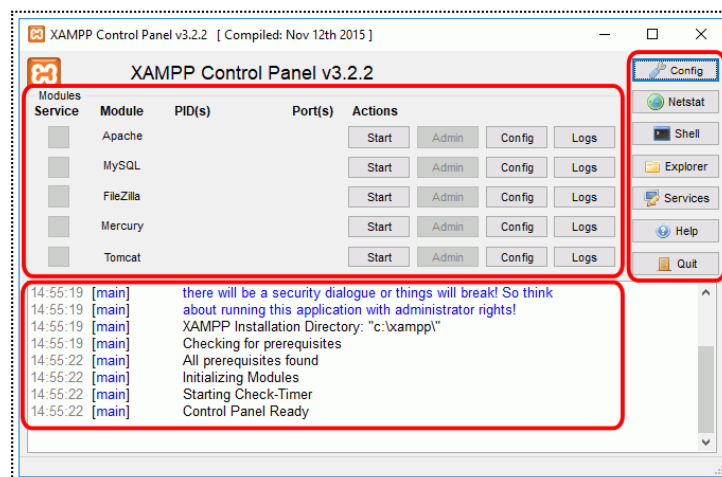 XAMPP Control Panel v3.2.2 [ Compiled: Nov 12th 2015 ]
XAMPP Control Panel v3.2.2
Config
Modules
Service Module PID(s) Port(s) Actions
Netstat
Apache Start Admin Config Logs
Shell
MySQL Start Admin Config Logs
Explorer
FileZilla Start Admin Config Logs
Services
Mercury Start Admin Config Logs
Help
Tomcat Start Admin Config Logs
Quit
14:55:19 [main] there will be a security dialogue or things will break! So think
14:55:19 [main] about running this application with administrator rights!
14:55:19 [main] XAMPP Installation Directory: "c:\xampp\"
14:55:19 [main] Checking for prerequisites
14:55:22 [main] All prerequisites found
14:55:22 [main] Initializing Modules
14:55:22 [main] Starting Check-Timer
14:55:22 [main] Control Panel Ready